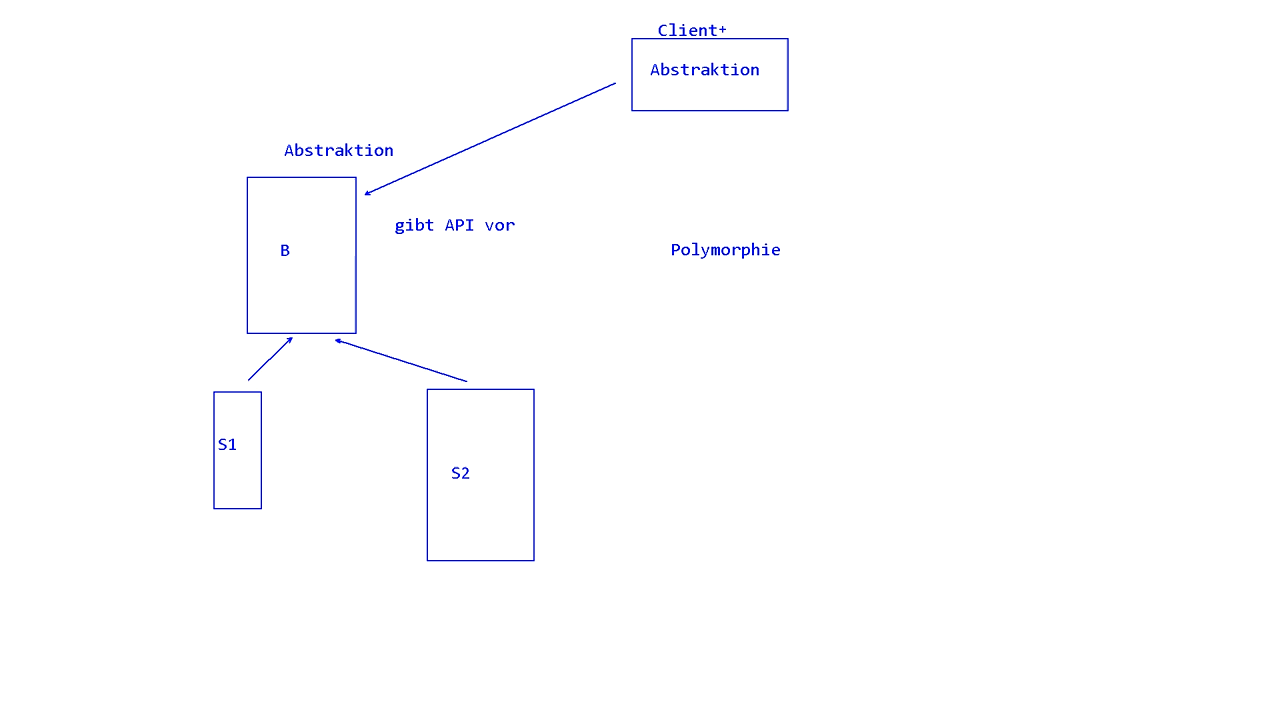 Client+
Abstraktion
Abstraktion
gibt API vor
B
Polymorphie
S1
S2